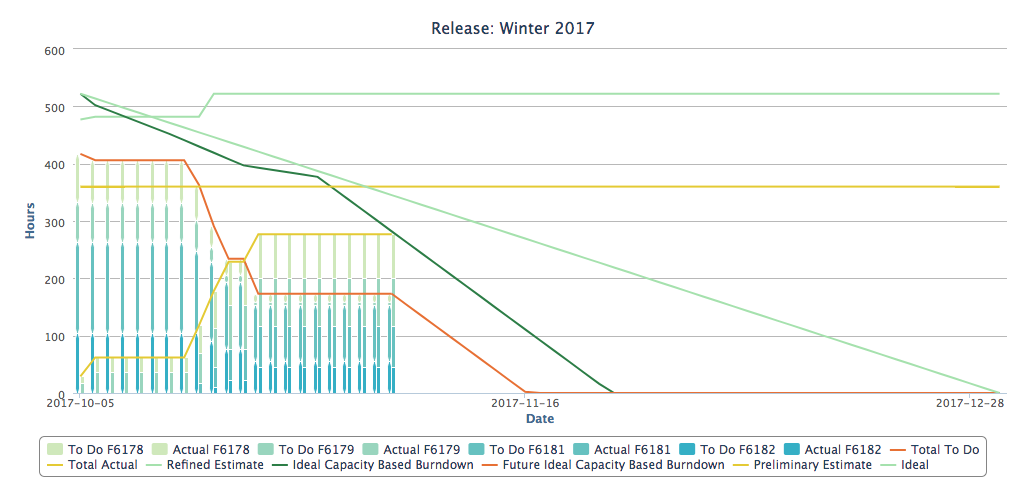 Release: Winter 2017
600
500
400
300
200
100
0
Hours
2017-10-05 2017-11-16 2017-12-28
Date
To Do F6178 Actual F6178 To Do F6179 Actual F6179 To Do F6181 Actual F6181 To Do F6182 Actual F6182 Total To Do
Total Actual Refined Estimate Ideal Capacity Based Burndown Future Ideal Capacity Based Burndown Preliminary Estimate Ideal